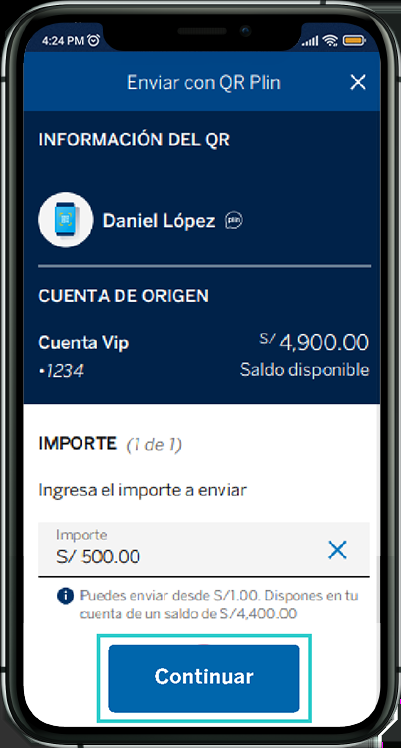 4:24 PM
Enviar con QR Plin
INFORMACIÓN DEL QR
Daniel López plin
CUENTA DE ORIGEN
Cuenta Vip S/ 4,900.00
•1234 Saldo disponible
IMPORTE (1 de 1)
Ingresa el importe a enviar
Importe
S/ 500.00
Puedes enviar desde S/1.00. Dispones en tu
cuenta de un saldo de S/4,400.00
Continuar